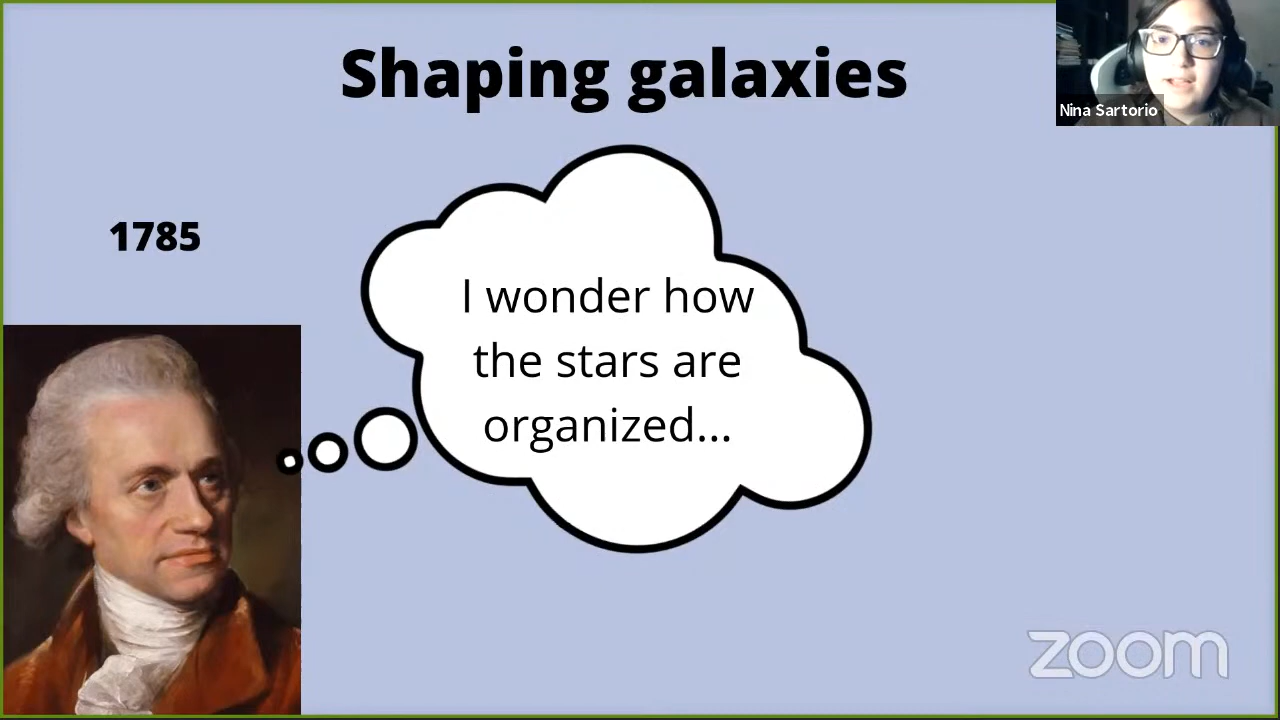 Shaping galaxies
Nina Sartorio
1785
I wonder how
the stars are
organized...
zoom